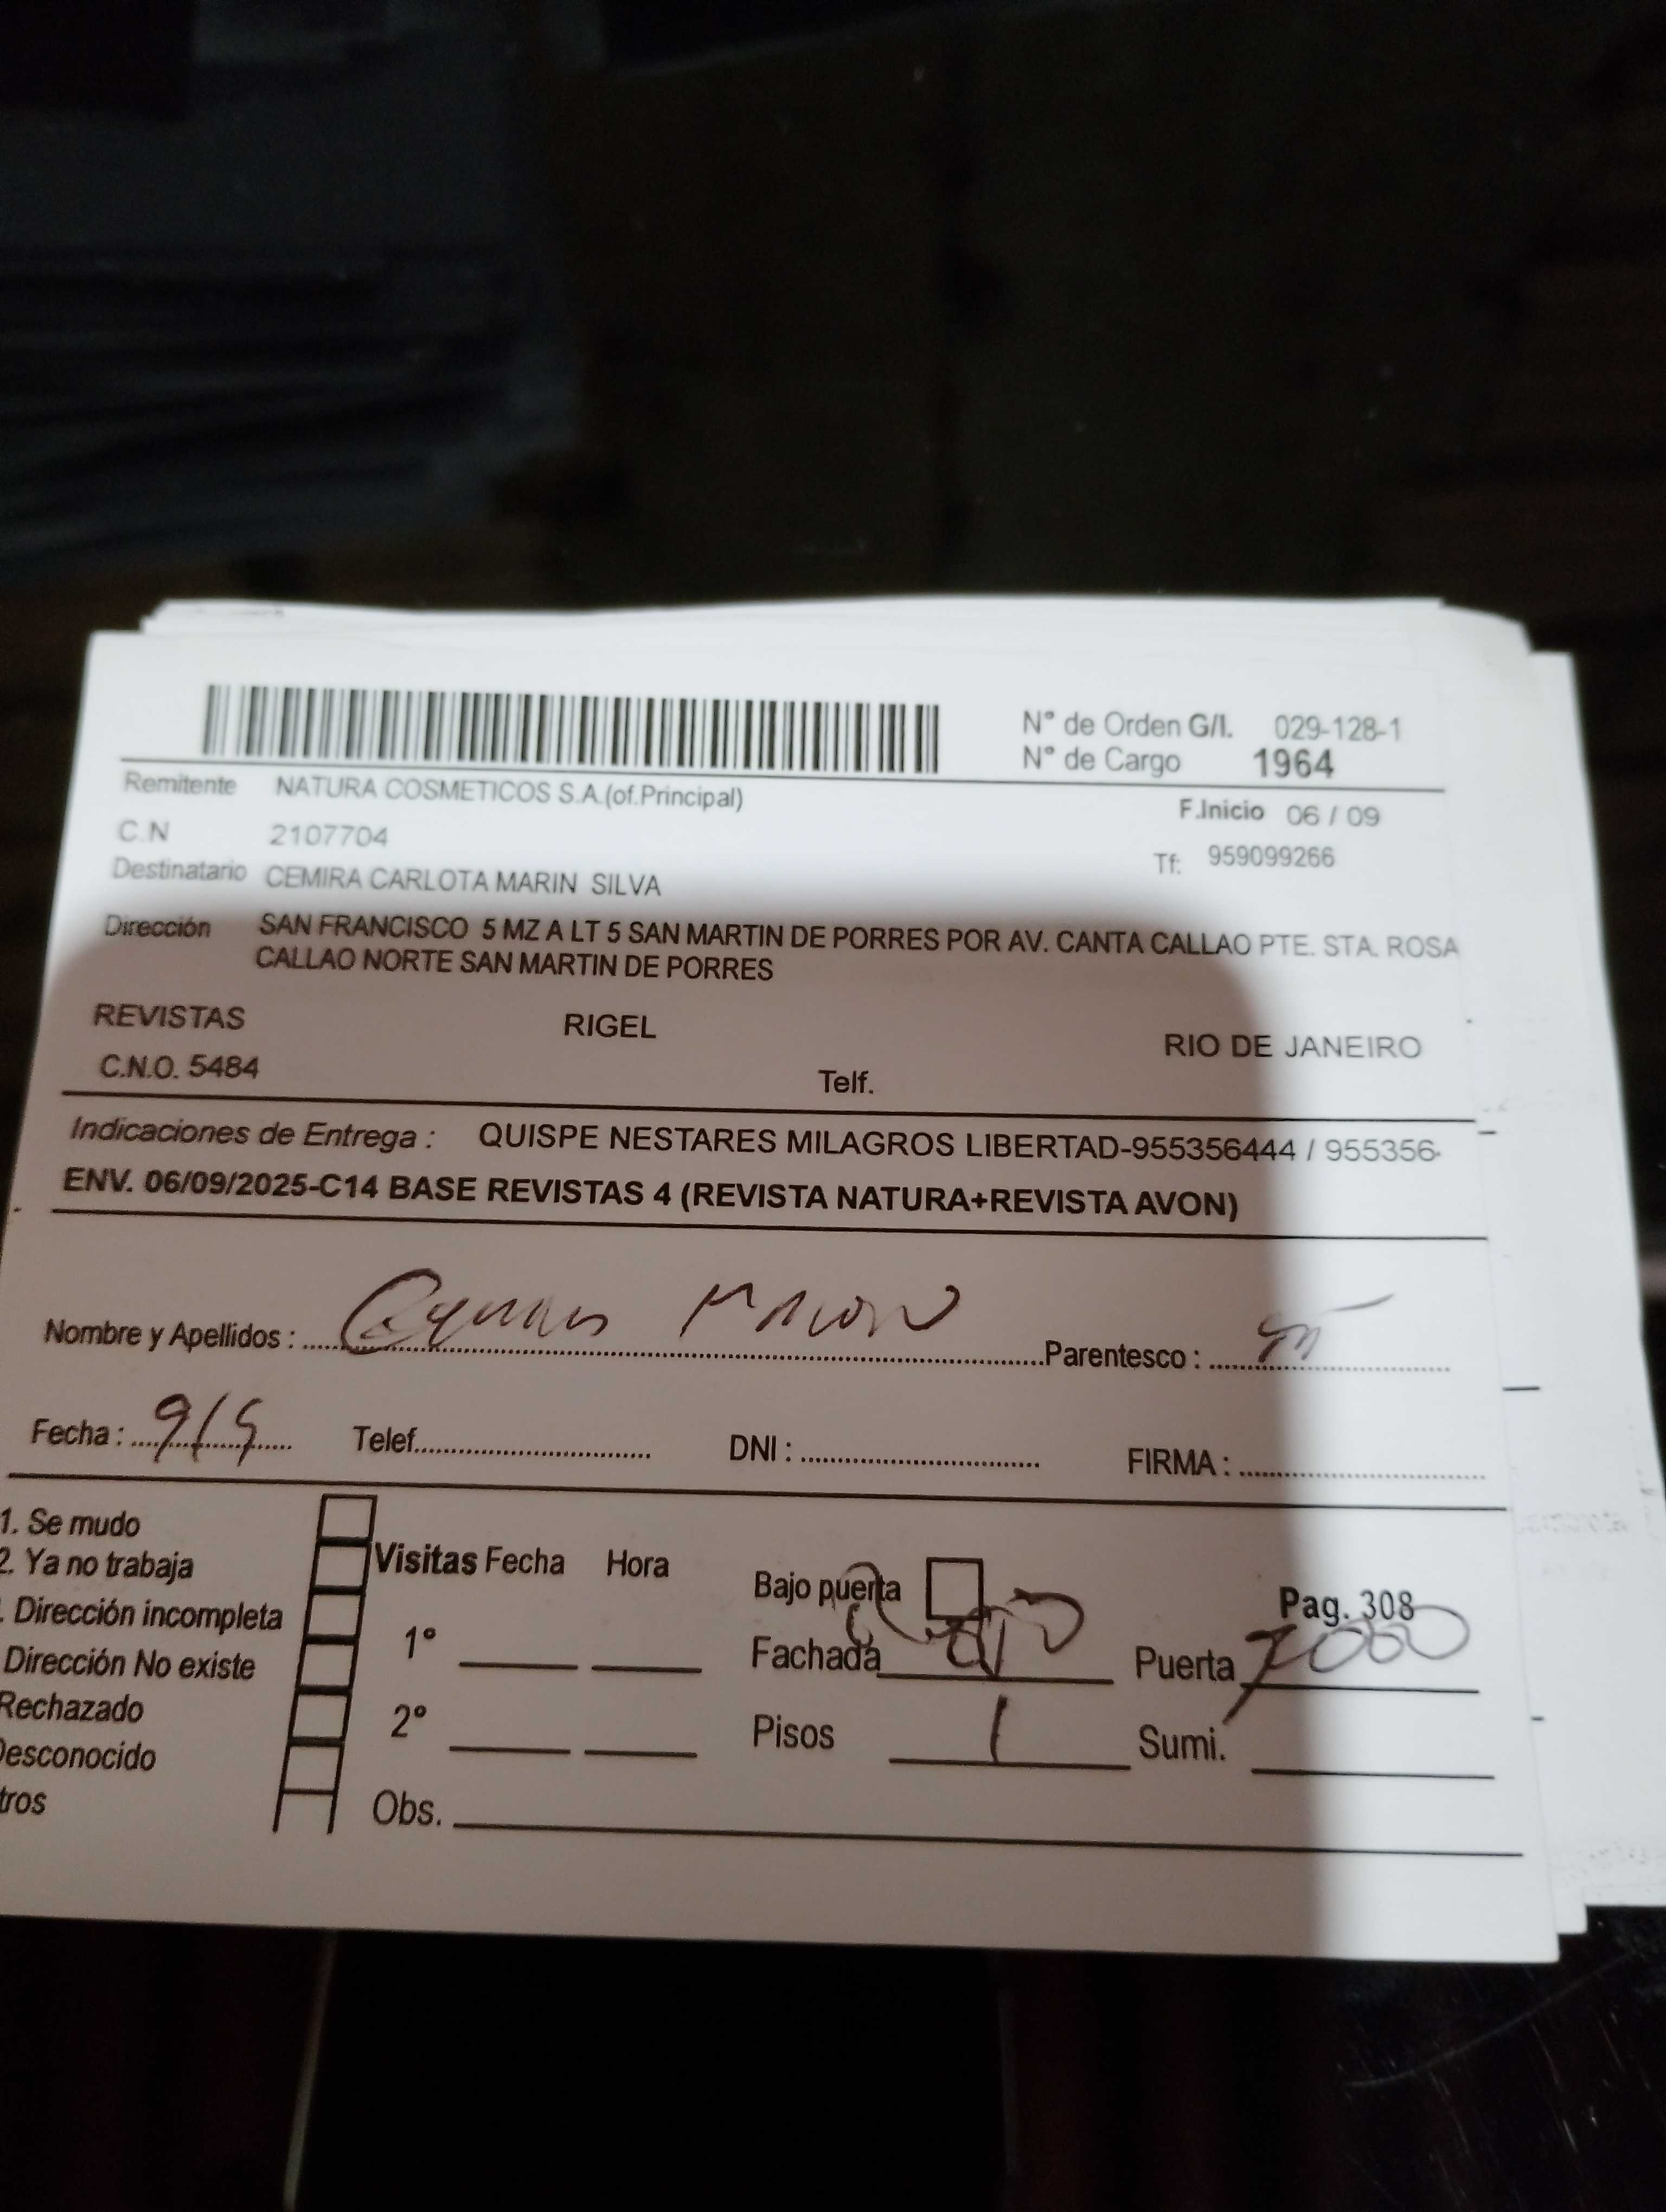 N° de Orden G/I. 029-128-1
N° de Cargo 1964
Remitente NATURA COSMETICOS S.A.(of.Principal)
F.Inicio 06 / 09
C.N 2107704
Tf: 959099266
Destinatario CEMIRA CARLOTA MARIN SILVA
Dirección SAN FRANCISCO 5 MZ A LT 5 SAN MARTIN DE PORRES POR AV. CANTA CALLAO PTE. STA. ROSA
CALLAO NORTE SAN MARTIN DE PORRES
REVISTAS RIGEL RIO DE JANEIRO
C.N.O. 5484 Telf.
Indicaciones de Entrega : QUISPE NESTARES MILAGROS LIBERTAD-955356444 / 955356
ENV. 06/09/2025-C14 BASE REVISTAS 4 (REVISTA NATURA+REVISTA AVON)
Nombre y Apellidos : Parentesco :
Fecha : 9/9 Telef. DNI : FIRMA :
1. Se mudo
2. Ya no trabaja Visitas Fecha Hora Bajo puerta Pag. 308
. Dirección incompleta 1° Fachada Puerta
Dirección No existe
Rechazado 2° Pisos 1 Sumi.
Desconocido
tros Obs.